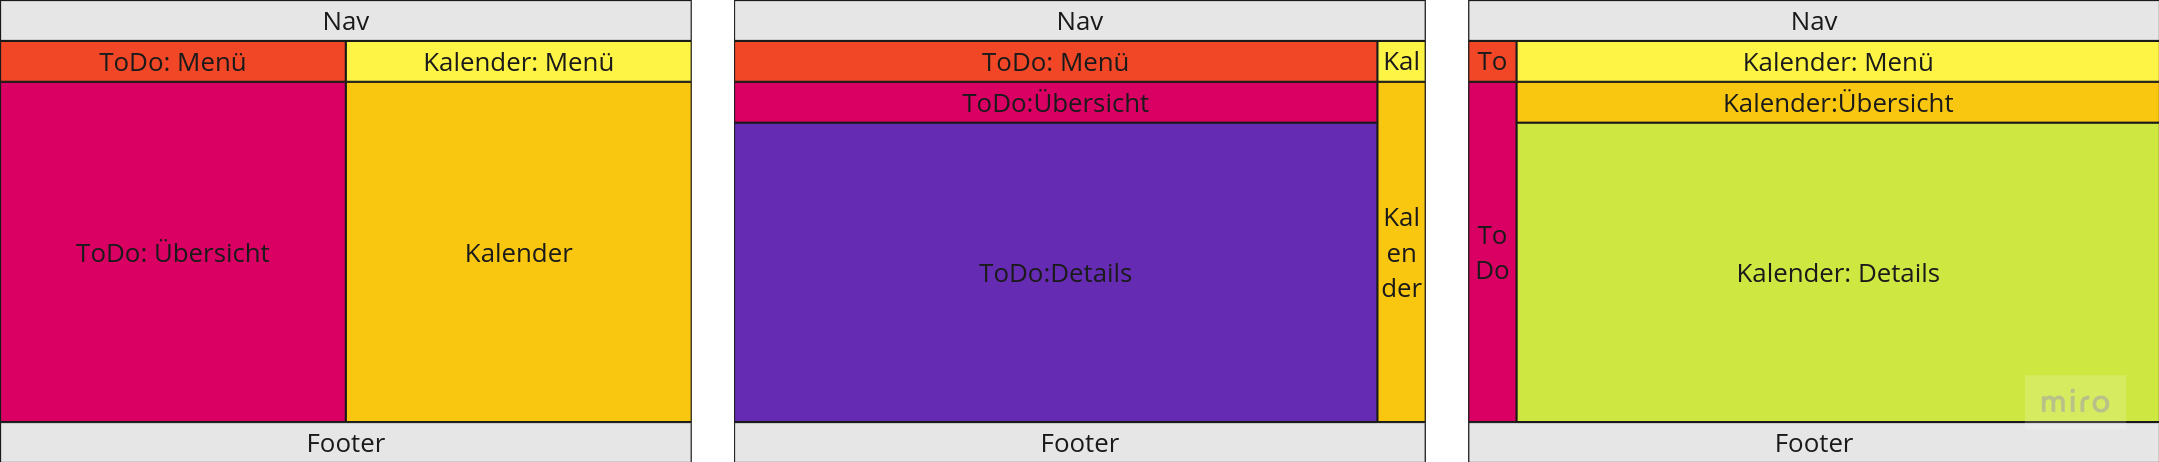 Nav
ToDo: Menü
Kalender: Menü
ToDo: Übersicht
Kalender
Footer
Nav
ToDo: Menü
Kal
ToDo:Übersicht
ToDo:Details
Kal
en
der
Footer
Nav
To
Kalender: Menü
Kalender:Übersicht
To
Do
Kalender: Details
miro
Footer